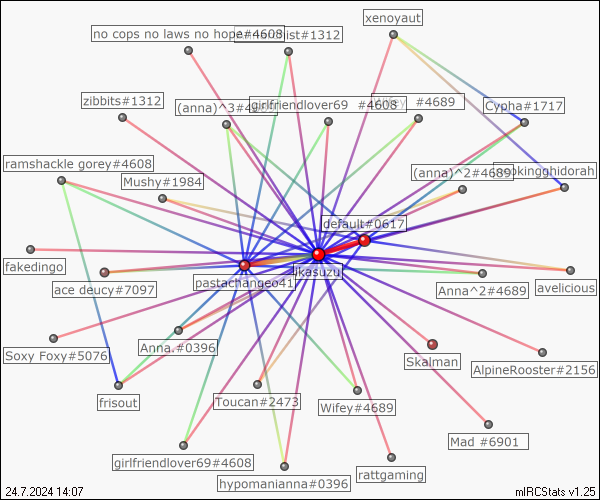 xenoyaut
no cops no laws no hope#4608
list#1312
zibbits#1312
(anna)^3#4
girlfriendlover69 #4608
#4689
Cypha#1717
ramshackle gorey#4608
Mushy#1984
(anna)^2#4689
okingghidorah
default#0617
fakedingo
ace deucy#7097
pastachangeo41
ikasuzu
Anna^2#4689
avelicious
Soxy Foxy#5076
Anna.#0396
Skalman
AlpineRooster#2156
frisout
Toucan#2473
Wifey#4689
Mad #6901
girlfriendlover69#4608
hypomanianna#0396
rattgaming
24.7.2024 14:07
mIRCStats v1.25